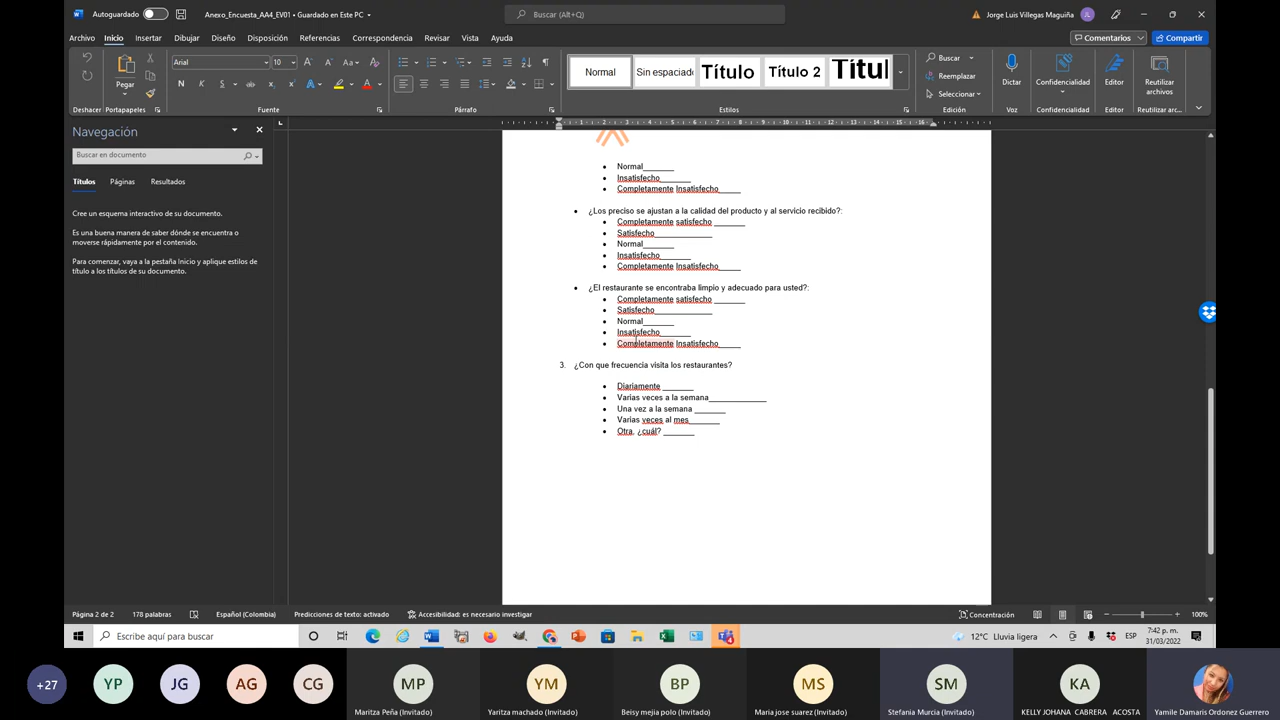 Autoguardado
Anexo_Encuesta_AA4_EV01 • Guardado en Este PC
Buscar (Alt+Q)
Jorge Luis Villegas Maguiña
Archivo Inicio Insertar Dibujar Diseño Disposición Referencias Correspondencia Revisar Vista Ayuda
Comentarios
Compartir
Pegar
Arial 10
Normal Sin espaciado Título Título 2 Títul
Buscar
Reemplazar
Seleccionar
Dictar
Confidencialidad
Editor
Reutilizar archivos
Deshacer Portapapeles Fuente Párrafo Estilos Edición Voz Confidencialidad Editor Reutilizar arc...
Navegación
Buscar en documento
Títulos Páginas Resultados
Cree un esquema interactivo de su documento.
Es una buena manera de saber dónde se encuentra o
moverse rápidamente por el contenido.
Para comenzar, vaya a la pestaña Inicio y aplique estilos de
título a los títulos de su documento.
• Normal_______
• Insatisfecho_______
• Completamente Insatisfecho_____
• ¿Los preciso se ajustan a la calidad del producto y al servicio recibido?:
• Completamente satisfecho _______
• Satisfecho_____________
• Normal_______
• Insatisfecho_______
• Completamente Insatisfecho_____
• ¿El restaurante se encontraba limpio y adecuado para usted?:
• Completamente satisfecho _______
• Satisfecho_____________
• Normal_______
• Insatisfecho_______
• Completamente Insatisfecho_____
3. ¿Con que frecuencia visita los restaurantes?
• Diariamente _______
• Varias veces a la semana_____________
• Una vez a la semana _______
• Varias veces al mes_______
• Otra, ¿cuál? _______
Página 2 de 2 178 palabras Español (Colombia) Predicciones de texto: activado Accesibilidad: es necesario investigar Concentración 100%
Escribe aquí para buscar
12°C Lluvia ligera
ESP
7:42 p. m.
31/03/2022
+27 YP JG AG CG MP YM BP MS SM KA
Maritza Peña (Invitado) Yaritza machado (Invitado) Beisy mejia polo (Invitado) Maria jose suarez (Invitado) Stefania Murcia (Invitado) KELLY JOHANA CABRERA ACOSTA Yamile Damaris Ordonez Guerrero